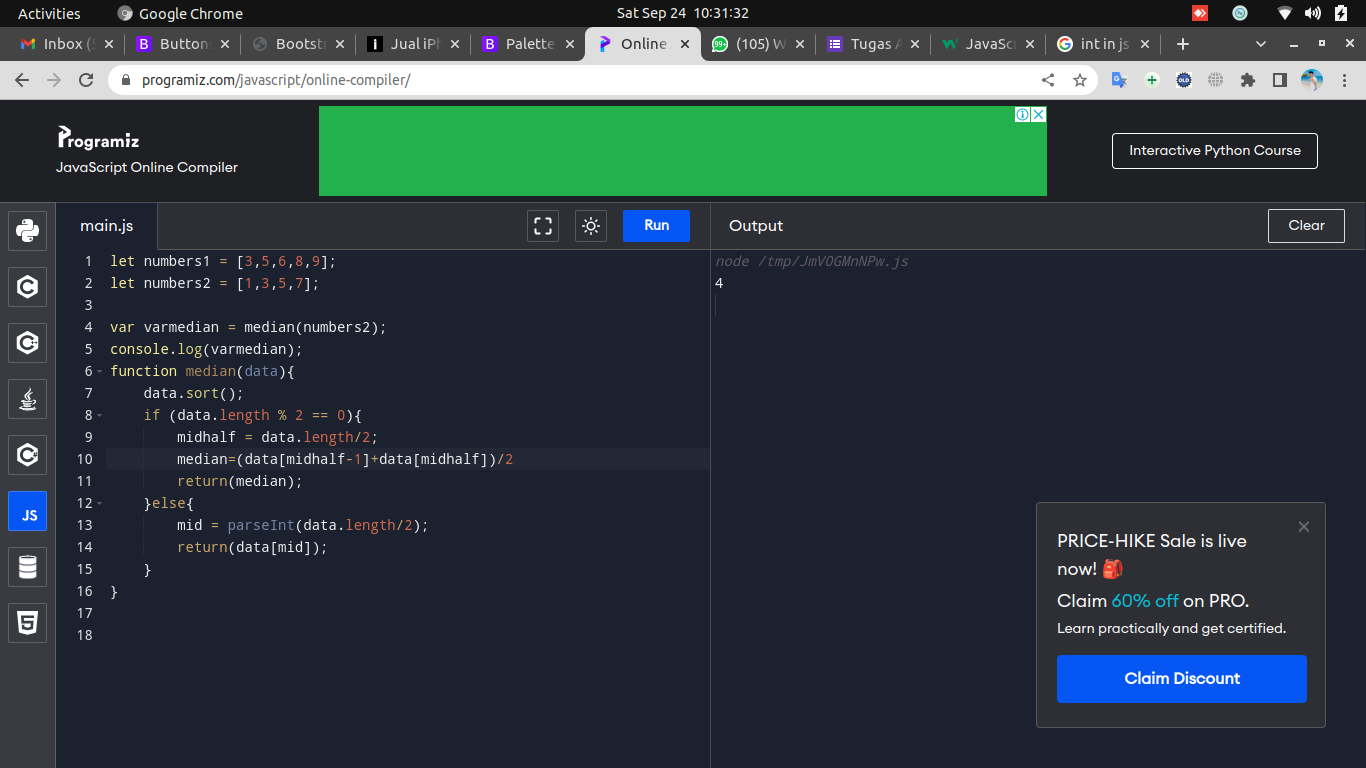 Activities
Google Chrome
Sat Sep 24 10:31:32
Inbox (
Button
Bootst
Jual iP
Palette
Online
(105) W
Tugas
JavaSc
int in js
programiz.com/javascript/online-compiler/
Programiz
JavaScript Online Compiler
Interactive Python Course
main.js
Run
Output
Clear
1 let numbers1 = [3,5,6,8,9];
2 let numbers2 = [1,3,5,7];
3
4 var varmedian = median(numbers2);
5 console.log(varmedian);
6 function median(data){
7     data.sort();
8     if (data.length % 2 == 0){
9         midhalf = data.length/2;
10         median=(data[midhalf-1]+data[midhalf])/2
11         return(median);
12     }else{
13         mid = parseInt(data.length/2);
14         return(data[mid]);
15     }
16 }
17
18
node /tmp/JmV0GMnNPw.js
4
JS
PRICE-HIKE Sale is live
now! 🎒
Claim 60% off on PRO.
Learn practically and get certified.
Claim Discount